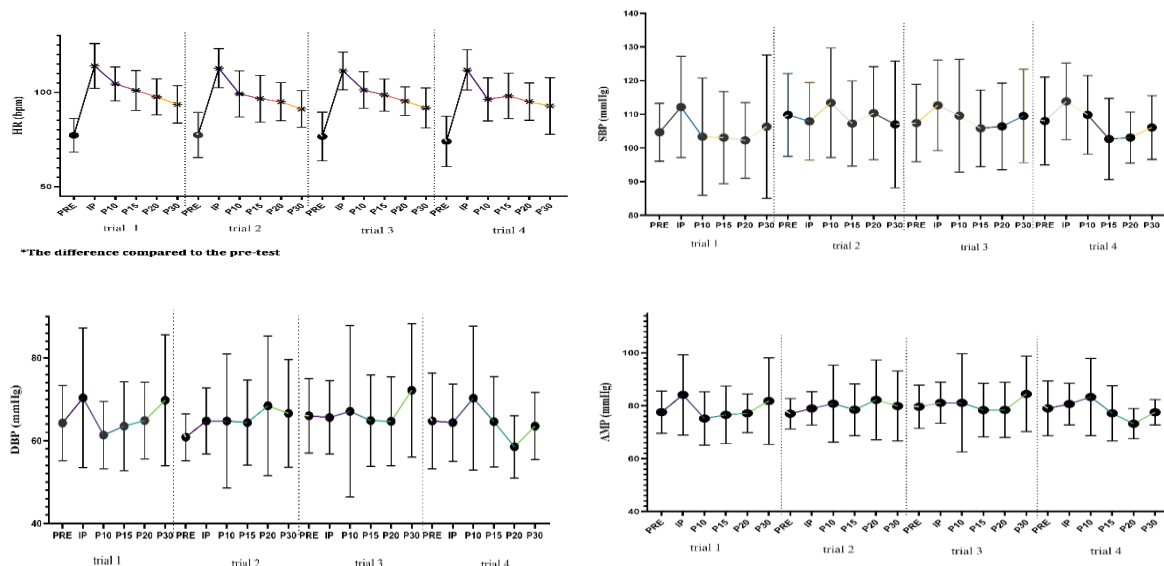 HR (bpm)
100
50
PRE IP P10 P15 P20 P30 PRE IP P10 P15 P20 P30 PRE IP P10 P15 P20 P30 PRE IP P10 P15 P20 P30
trial 1 trial 2 trial 3 trial 4
*The difference compared to the pre-test
SBP (mmHg)
140
130
120
110
100
90
80
PRE IP P10 P15 P20 P30 PRE IP P10 P15 P20 P30 PRE IP P10 P15 P20 P30 PRE IP P10 P15 P20 P30
trial 1 trial 2 trial 3 trial 4
DBP (mmHg)
80
60
40
PRE IP P10 P15 P20 P30 PRE IP P10 P15 P20 P30 PRE IP P10 P15 P20 P30 PRE IP P10 P15 P20 P30
trial 1 trial 2 trial 3 trial 4
AMP (mmHg)
100
80
60
40
PRE IP P10 P15 P20 P30 PRE IP P10 P15 P20 P30 PRE IP P10 P15 P20 P30 PRE IP P10 P15 P20 P30
trial 1 trial 2 trial 3 trial 4